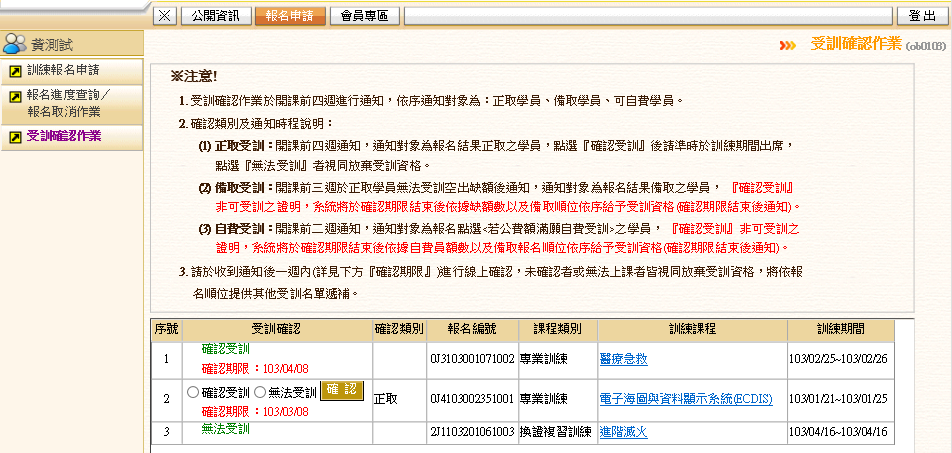 公開資訊 報名申請 會員專區 登 出
黃測試
受訓確認作業 (ob0103)
訓練報名申請
報名進度查詢／
報名取消作業
受訓確認作業
※注意!
1. 受訓確認作業於開課前四週進行通知，依序通知對象為：正取學員、備取學員、可自費學員。
2. 確認類別及通知時程說明：
(1) 正取受訓：開課前四週通知，通知對象為報名結果正取之學員，點選『確認受訓』後請準時於訓練期間出席，
點選『無法受訓』者視同放棄受訓資格。
(2) 備取受訓：開課前三週於正取學員無法受訓空出缺額後通知，通知對象為報名結果備取之學員， 『確認受訓』
非可受訓之證明，系統將於確認期限結束後依據缺額數以及備取順位依序給予受訓資格(確認期限結束後通知)。
(3) 自費受訓：開課前二週通知，通知對象為報名點選<若公費額滿願自費受訓>之學員， 『確認受訓』非可受訓之
證明，系統將於確認期限結束後依據自費員額數以及備取報名順位依序給予受訓資格(確認期限結束後通知)。
3. 請於收到通知後一週內(詳見下方『確認期限』)進行線上確認，未確認者或無法上課者皆視同放棄受訓資格，將依報
名順位提供其他受訓名單遞補。
序號 受訓確認 確認類別 報名編號 課程類別 訓練課程 訓練期間
1 確認受訓 0J3103001071002 專業訓練 醫療急救 103/02/25~103/02/26
確認期限：103/04/08
2 確認受訓 無法受訓 確 認 正取 0J4103002351001 專業訓練 電子海圖與資料顯示系統(ECDIS) 103/01/21~103/01/25
確認期限：103/03/08
3 無法受訓 2J1103201061003 換證複習訓練 進階滅火 103/04/16~103/04/16